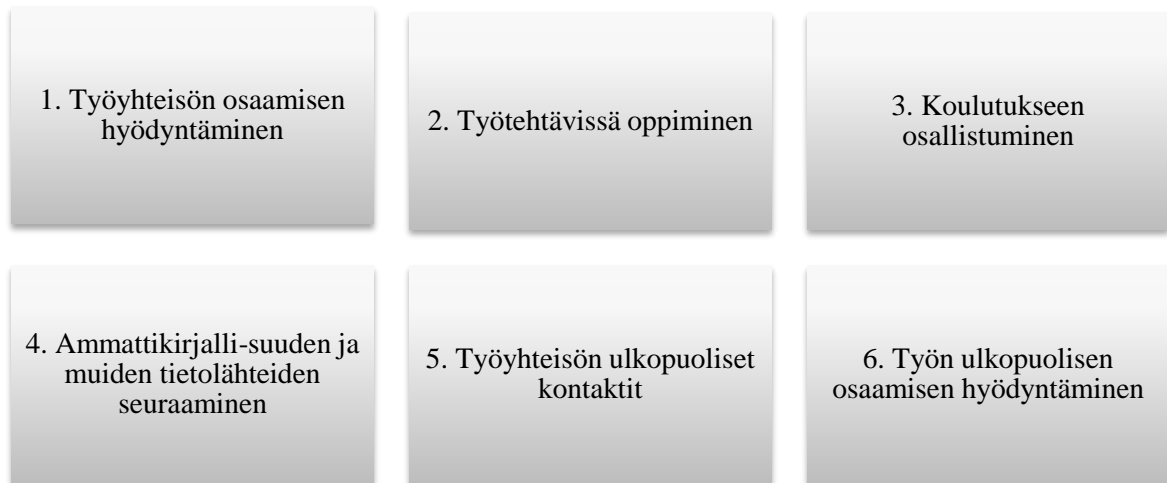 1. Työyhteisön osaamisen
hyödyntäminen
2. Työtehtävissä oppiminen
3. Koulutukseen
osallistuminen
4. Ammattikirjalli-suuden ja
muiden tietolähteiden
seuraaminen
5. Työyhteisön ulkopuoliset
kontaktit
6. Työn ulkopuolisen
osaamisen hyödyntäminen